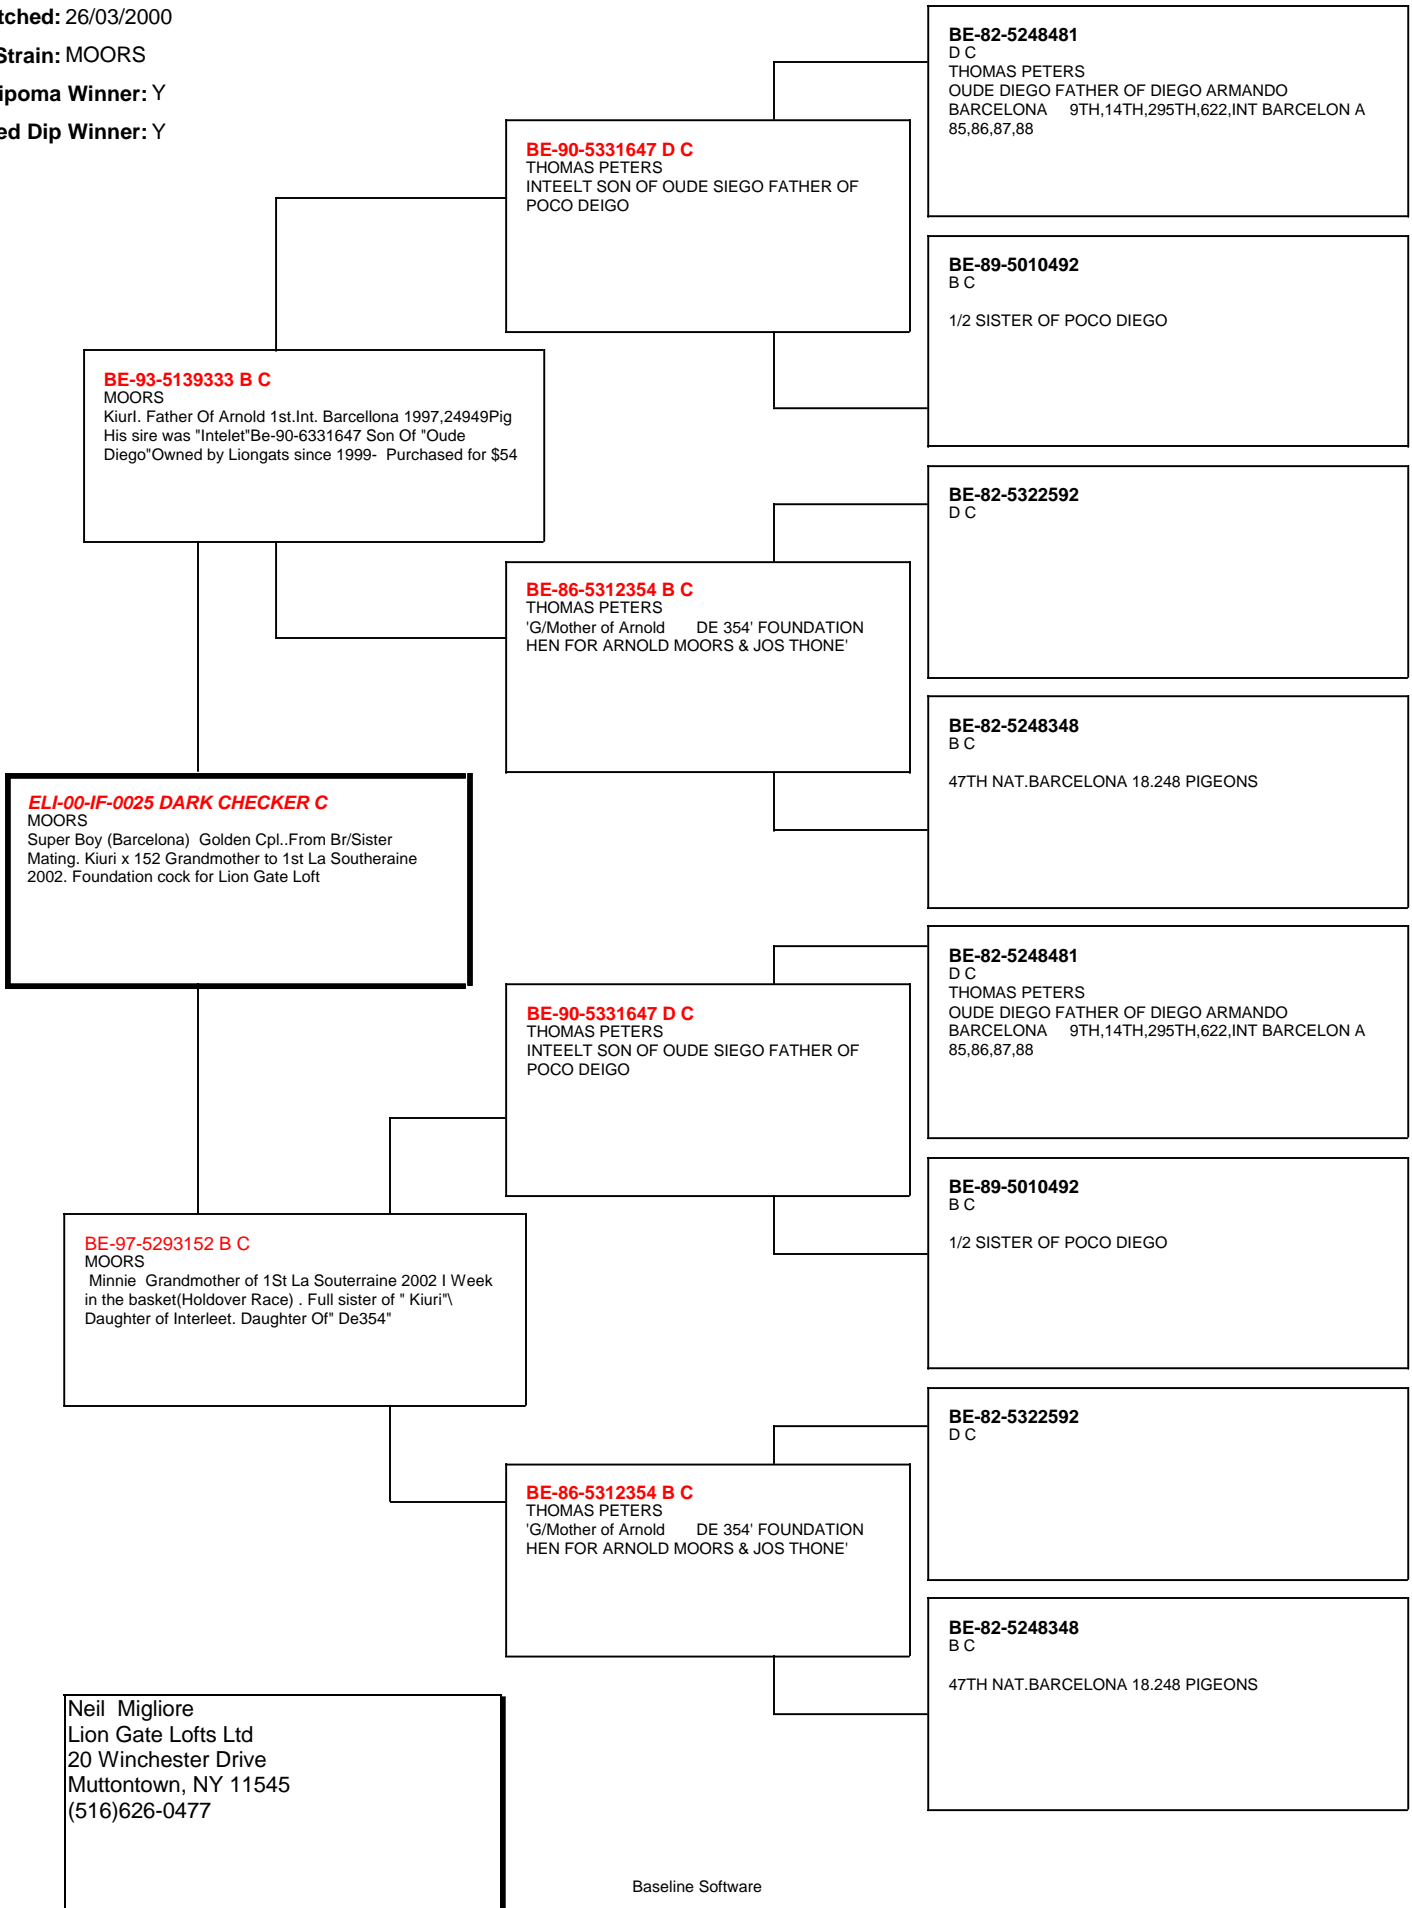 tched: 26/03/2000
Strain: MOORS
ipoma Winner: Y
ed Dip Winner: Y
BE-82-5248481
D C
THOMAS PETERS
OUDE DIEGO FATHER OF DIEGO ARMANDO
BARCELONA 9TH,14TH,295TH,622,INT BARCELON A
85,86,87,88
BE-90-5331647 D C
THOMAS PETERS
INTEELT SON OF OUDE SIEGO FATHER OF
POCO DEIGO
BE-89-5010492
B C
1/2 SISTER OF POCO DIEGO
BE-93-5139333 B C
MOORS
KiurI. Father Of Arnold 1st.Int. Barcellona 1997,24949Pig
His sire was "Intelet"Be-90-6331647 Son Of "Oude
Diego"Owned by Liongats since 1999- Purchased for $54
BE-82-5322592
D C
BE-86-5312354 B C
THOMAS PETERS
'G/Mother of Arnold DE 354' FOUNDATION
HEN FOR ARNOLD MOORS & JOS THONE'
BE-82-5248348
B C
47TH NAT.BARCELONA 18.248 PIGEONS
ELI-00-IF-0025 DARK CHECKER C
MOORS
Super Boy (Barcelona) Golden Cpl..From Br/Sister
Mating. Kiuri x 152 Grandmother to 1st La Southeraine
2002. Foundation cock for Lion Gate Loft
BE-82-5248481
D C
THOMAS PETERS
OUDE DIEGO FATHER OF DIEGO ARMANDO
BARCELONA 9TH,14TH,295TH,622,INT BARCELON A
85,86,87,88
BE-90-5331647 D C
THOMAS PETERS
INTEELT SON OF OUDE SIEGO FATHER OF
POCO DEIGO
BE-89-5010492
B C
1/2 SISTER OF POCO DIEGO
BE-97-5293152 B C
MOORS
Minnie Grandmother of 1St La Souterraine 2002 I Week
in the basket(Holdover Race) . Full sister of " Kiuri"\
Daughter of Interleet. Daughter Of" De354"
BE-82-5322592
D C
BE-86-5312354 B C
THOMAS PETERS
'G/Mother of Arnold DE 354' FOUNDATION
HEN FOR ARNOLD MOORS & JOS THONE'
BE-82-5248348
B C
47TH NAT.BARCELONA 18.248 PIGEONS
Neil Migliore
Lion Gate Lofts Ltd
20 Winchester Drive
Muttontown, NY 11545
(516)626-0477
Baseline Software